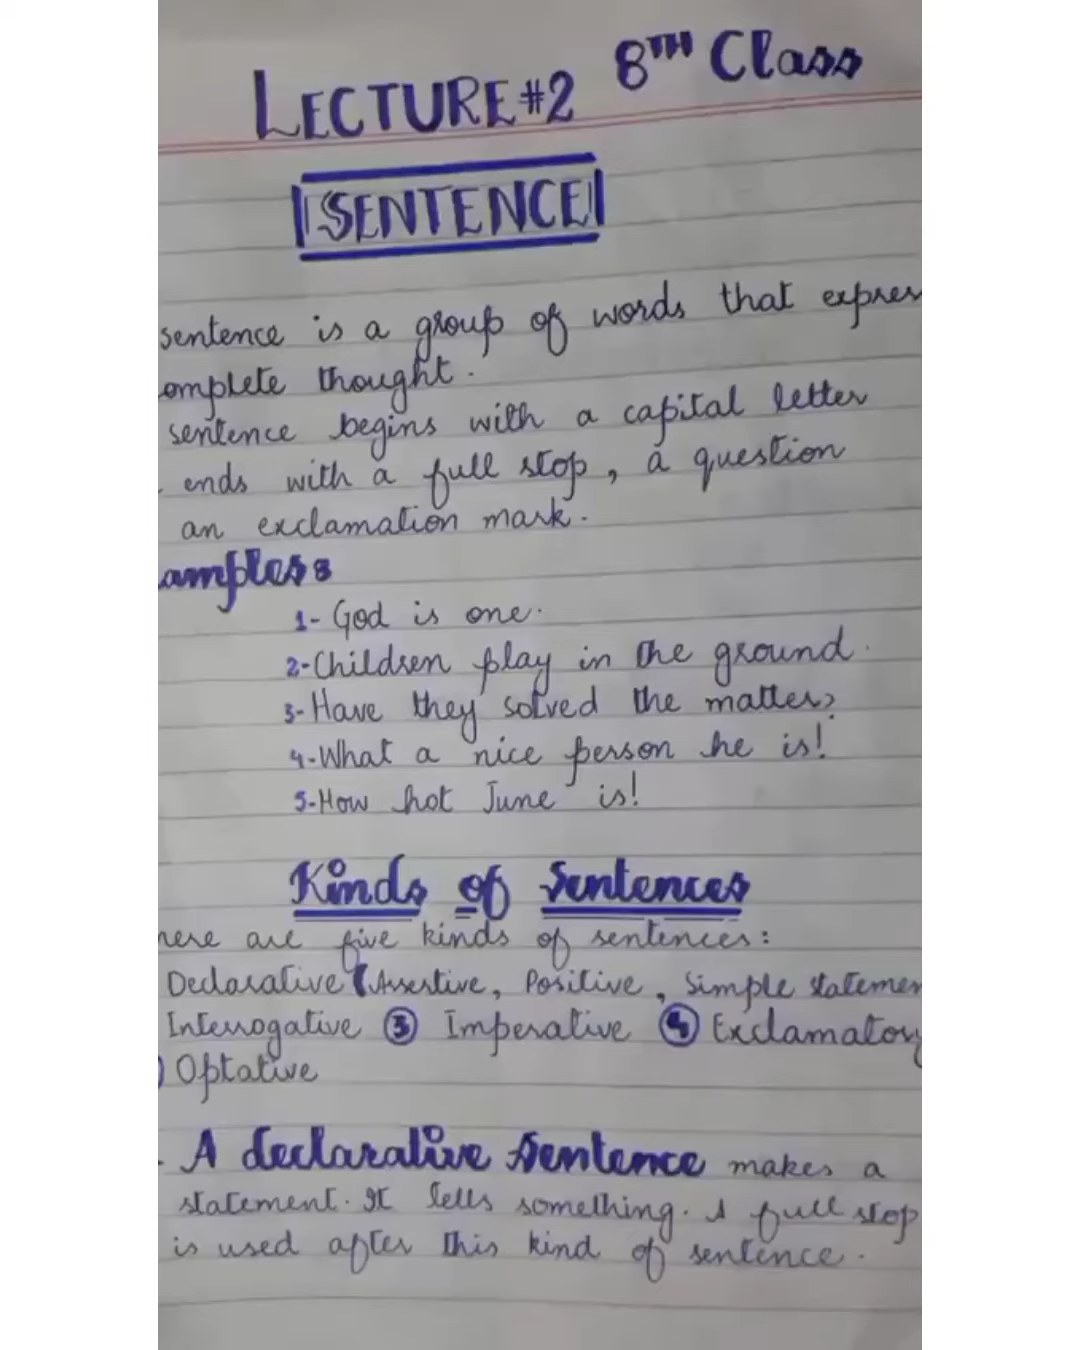 8TH Class
LECTURE #2
SENTENCE
sentence is a group of words that expres
omplete thought.
sentence begins with a capital letter
ends with a full stop, a question
an exclamation mark.
amples:
1- God is one.
2- Children play in the ground.
3- Have they solved the matter?
4- What a nice person he is!
5- How hot June is!
Kinds of Sentences
here are five kinds of sentences:
Declarative (Assertive, Positive, Simple statemen
Interrogative ③ Imperative ④ Exclamatory
) Optative
. A declarative Sentence makes a
statement. It tells something. A full stop
is used after this kind of sentence.